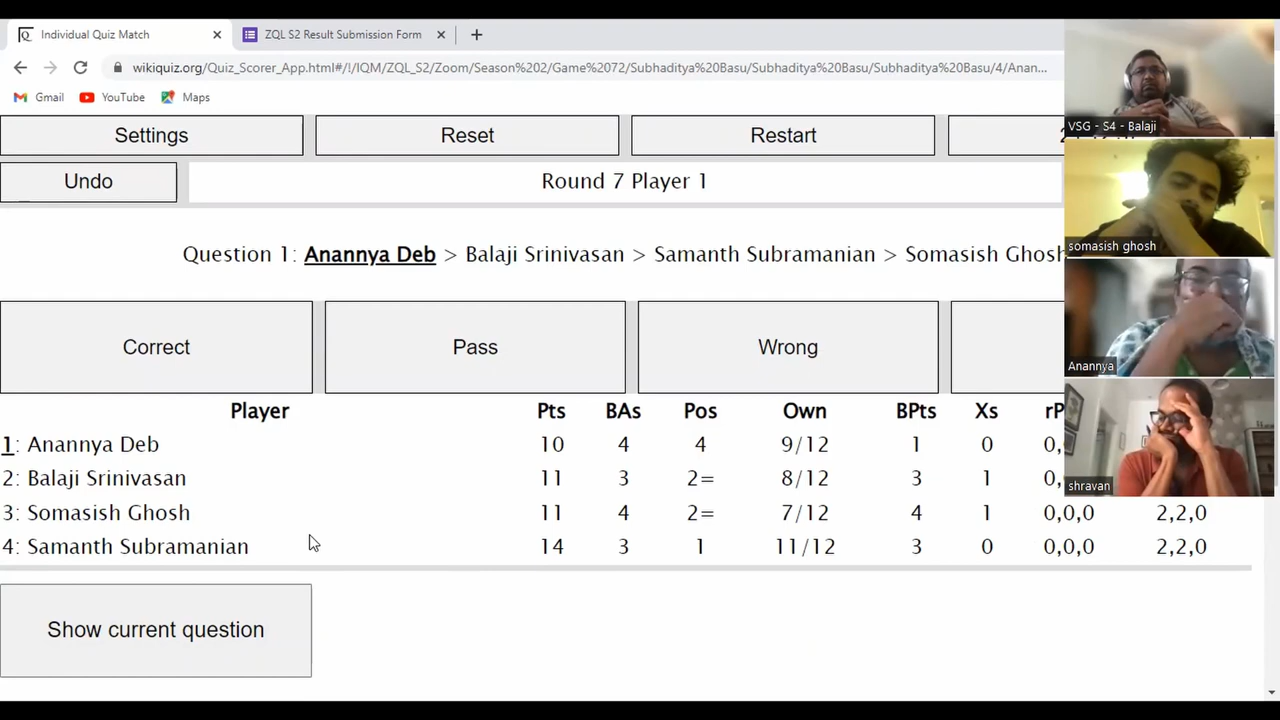 Individual Quiz Match
ZQL S2 Result Submission Form
wikiquiz.org/Quiz_Scorer_App.html#/I/IQM/ZQL_S2/Zoom/Season%202/Game%2072/Subhaditya%20Basu/Subhaditya%20Basu/Subhaditya%20Basu/4/Anan...
Gmail YouTube Maps
Settings Reset Restart
Undo Round 7 Player 1
Question 1: Anannya Deb > Balaji Srinivasan > Samanth Subramanian > Somasish Ghosh
Correct Pass Wrong
Player Pts BAs Pos Own BPts Xs rP
1: Anannya Deb 10 4 4 9/12 1 0 0,
2: Balaji Srinivasan 11 3 2= 8/12 3 1 0,
3: Somasish Ghosh 11 4 2= 7/12 4 1 0,0,0 2,2,0
4: Samanth Subramanian 14 3 1 11/12 3 0 0,0,0 2,2,0
Show current question
VSG - S4 - Balaji
somasish ghosh
Anannya
shravan